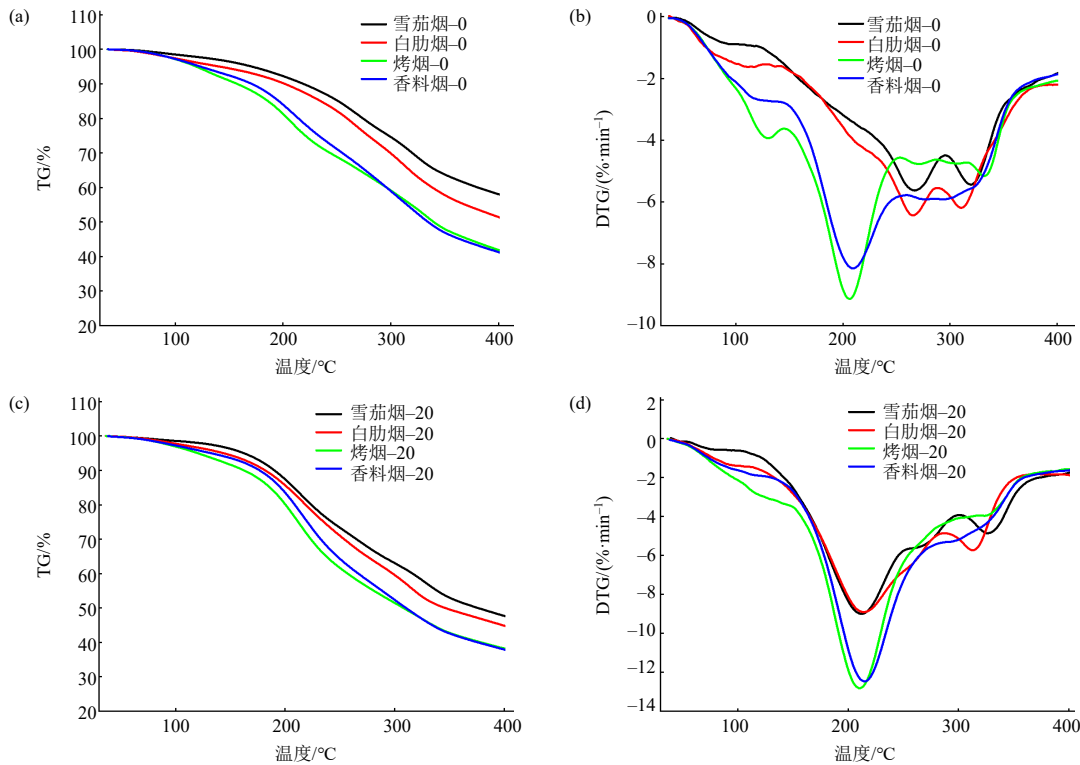 (a)
110
100
90
80
70
60
50
40
30
20
TG/%
100
200
300
400
温度/℃
雪茄烟–0
白肋烟–0
烤烟–0
香料烟–0
(b)
0
–2
–4
–6
–8
–10
DTG/(%·min⁻¹)
100
200
300
400
温度/℃
雪茄烟–0
白肋烟–0
烤烟–0
香料烟–0
(c)
110
100
90
80
70
60
50
40
30
20
TG/%
100
200
300
400
温度/℃
雪茄烟–20
白肋烟–20
烤烟–20
香料烟–20
(d)
2
0
–2
–4
–6
–8
–10
–12
–14
DTG/(%·min⁻¹)
100
200
300
400
温度/℃
雪茄烟–20
白肋烟–20
烤烟–20
香料烟–20